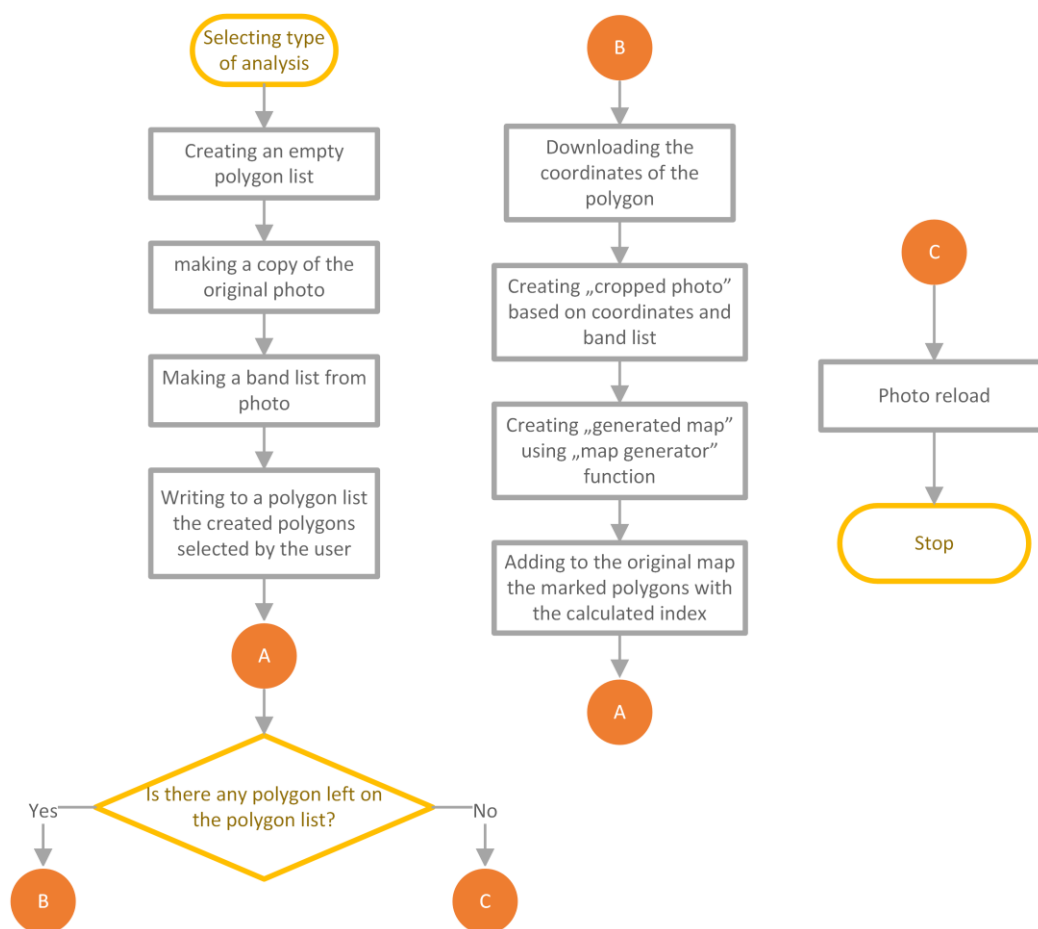 Selecting type
of analysis
Creating an empty
polygon list
making a copy of the
original photo
Making a band list from
photo
Writing to a polygon list
the created polygons
selected by the user
A
Is there any polygon left on
the polygon list?
Yes
No
B
C
B
Downloading the
coordinates of the
polygon
Creating „cropped photo”
based on coordinates and
band list
Creating „generated map”
using „map generator”
function
Adding to the original map
the marked polygons with
the calculated index
A
C
Photo reload
Stop